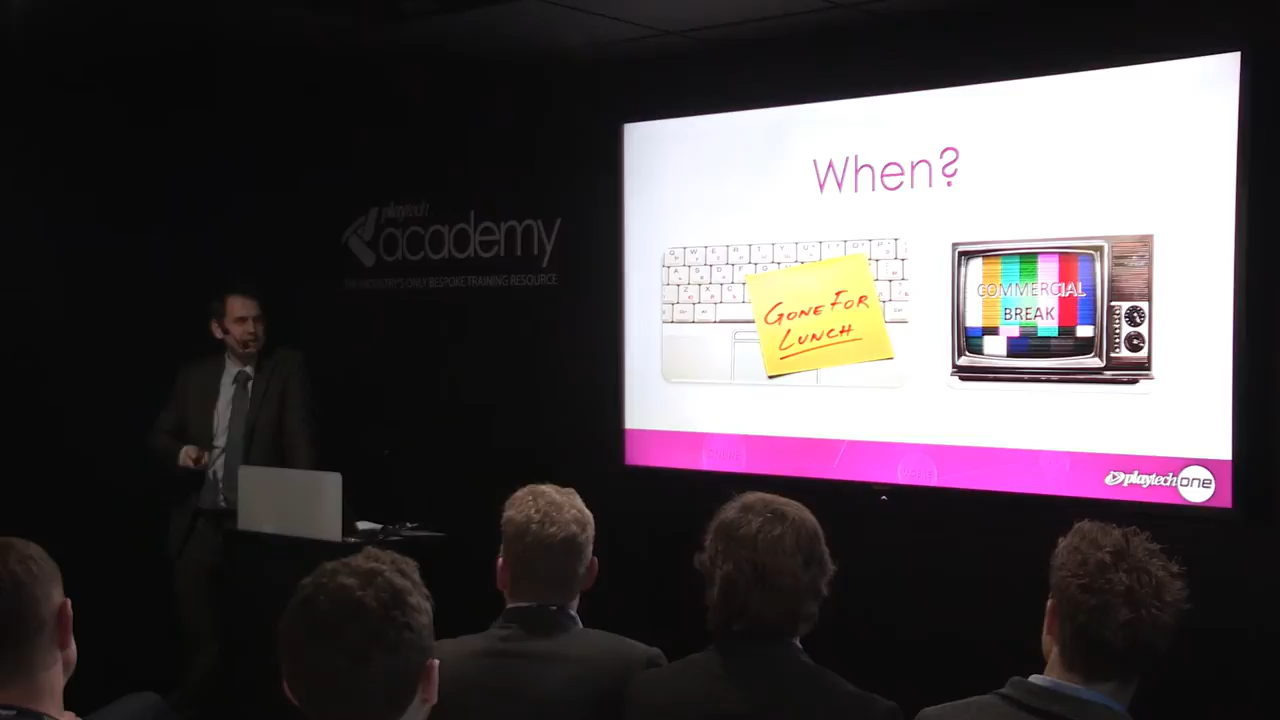 When?
playtech
academy
THE INDUSTRY'S ONLY BESPOKE TRAINING RESOURCE
GONE FOR
LUNCH
COMMERCIAL
BREAK
playtech one